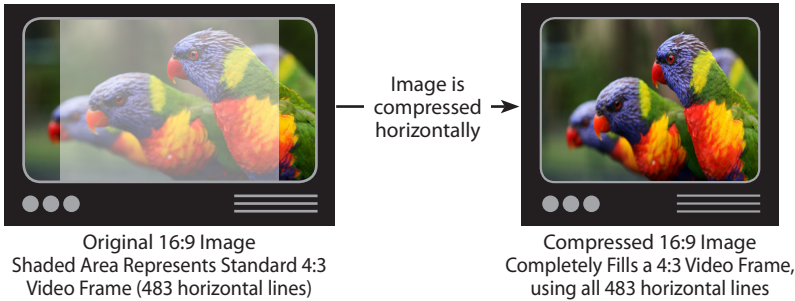 Image is
compressed
horizontally
Original 16:9 Image
Shaded Area Represents Standard 4:3
Video Frame (483 horizontal lines)
Compressed 16:9 Image
Completely Fills a 4:3 Video Frame,
using all 483 horizontal lines